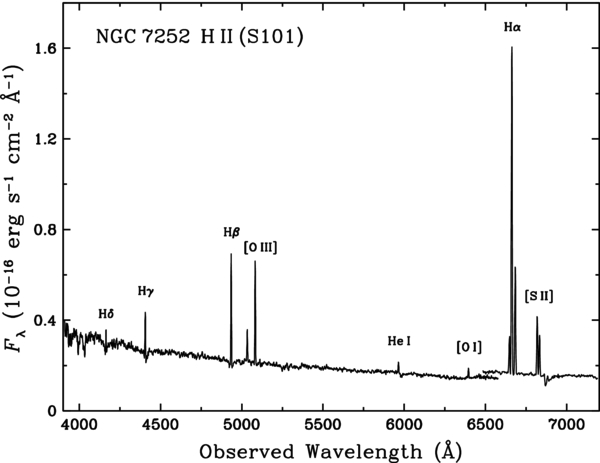 NGC 7252 H II (S101)
Hα
1.6
1.2
0.8
0.4
0
F_λ (10⁻¹⁶ erg s⁻¹ cm⁻² Å⁻¹)
Hδ
Hγ
Hβ
[O III]
He I
[O I]
[S II]
4000 4500 5000 5500 6000 6500 7000
Observed Wavelength (Å)